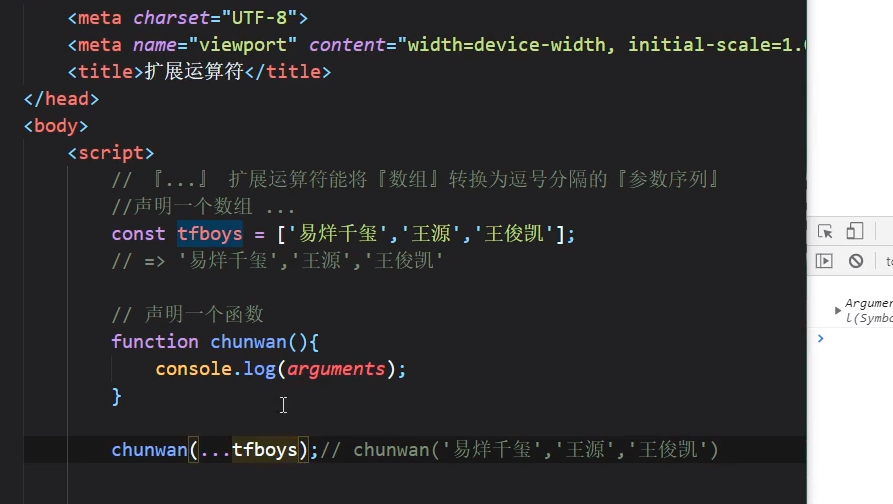 <meta charset="UTF-8">
<meta name="viewport" content="width=device-width, initial-scale=1.0
<title>扩展运算符</title>
</head>
<body>
<script>
// 『...』 扩展运算符能将『数组』转换为逗号分隔的『参数序列』
//声明一个数组 ...
const tfboys = ['易烊千玺','王源','王俊凯'];
// => '易烊千玺','王源','王俊凯'
// 声明一个函数
function chunwan(){
console.log(arguments);
}
chunwan(...tfboys);// chunwan('易烊千玺','王源','王俊凯')
to
Argumen
l(Symbo